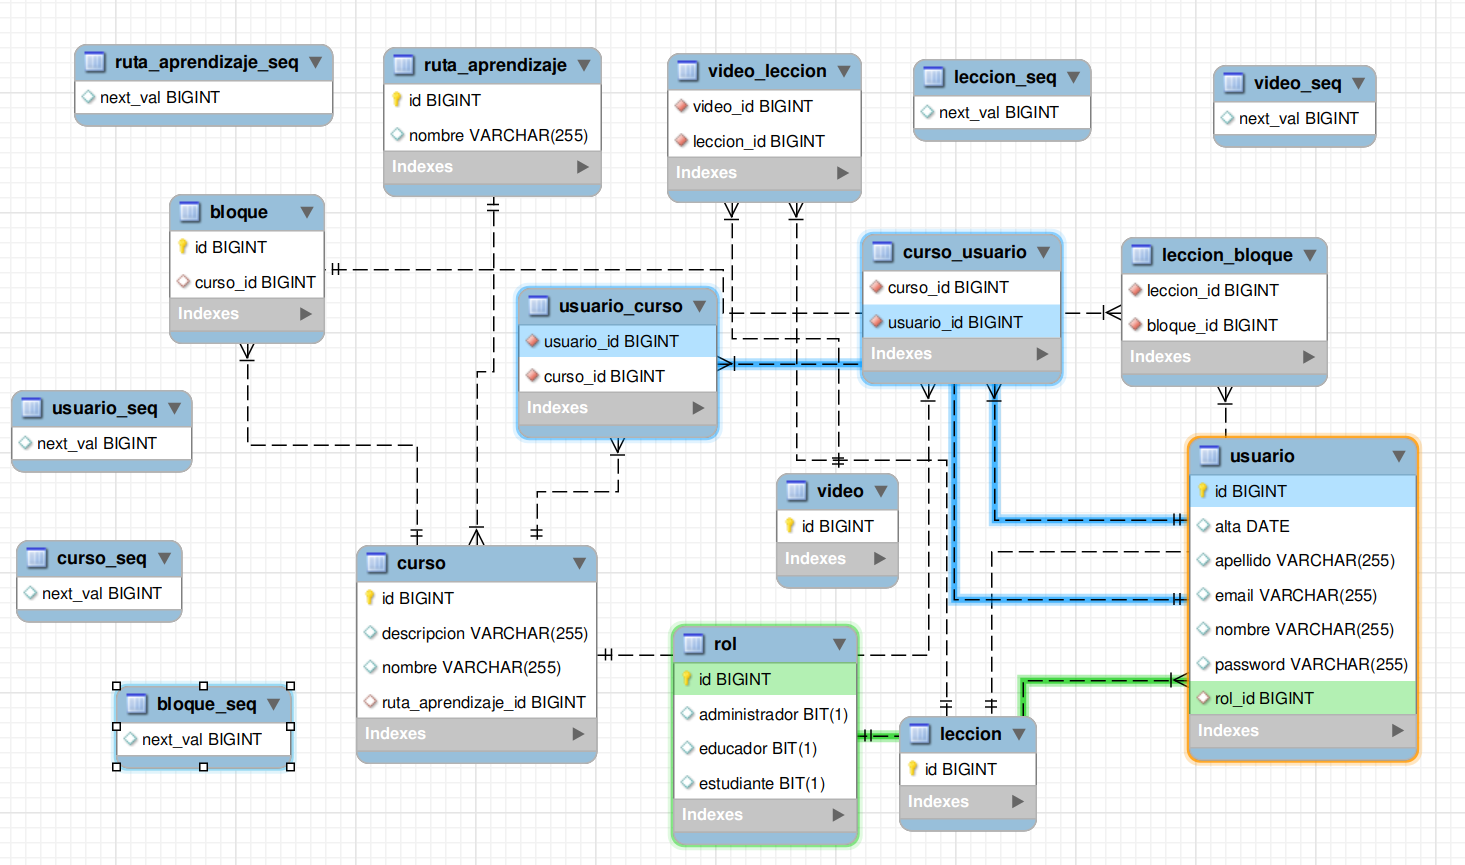 ruta_aprendizaje_seq
next_val BIGINT
ruta_aprendizaje
id BIGINT
nombre VARCHAR(255)
Indexes
video_leccion
video_id BIGINT
leccion_id BIGINT
Indexes
leccion_seq
next_val BIGINT
video_seq
next_val BIGINT
bloque
id BIGINT
curso_id BIGINT
Indexes
usuario_curso
usuario_id BIGINT
curso_id BIGINT
Indexes
curso_usuario
curso_id BIGINT
usuario_id BIGINT
Indexes
leccion_bloque
leccion_id BIGINT
bloque_id BIGINT
Indexes
usuario_seq
next_val BIGINT
video
id BIGINT
Indexes
usuario
id BIGINT
alta DATE
apellido VARCHAR(255)
email VARCHAR(255)
nombre VARCHAR(255)
password VARCHAR(255)
rol_id BIGINT
Indexes
curso_seq
next_val BIGINT
curso
id BIGINT
descripcion VARCHAR(255)
nombre VARCHAR(255)
ruta_aprendizaje_id BIGINT
Indexes
rol
id BIGINT
administrador BIT(1)
educador BIT(1)
estudiante BIT(1)
Indexes
leccion
id BIGINT
Indexes
bloque_seq
next_val BIGINT